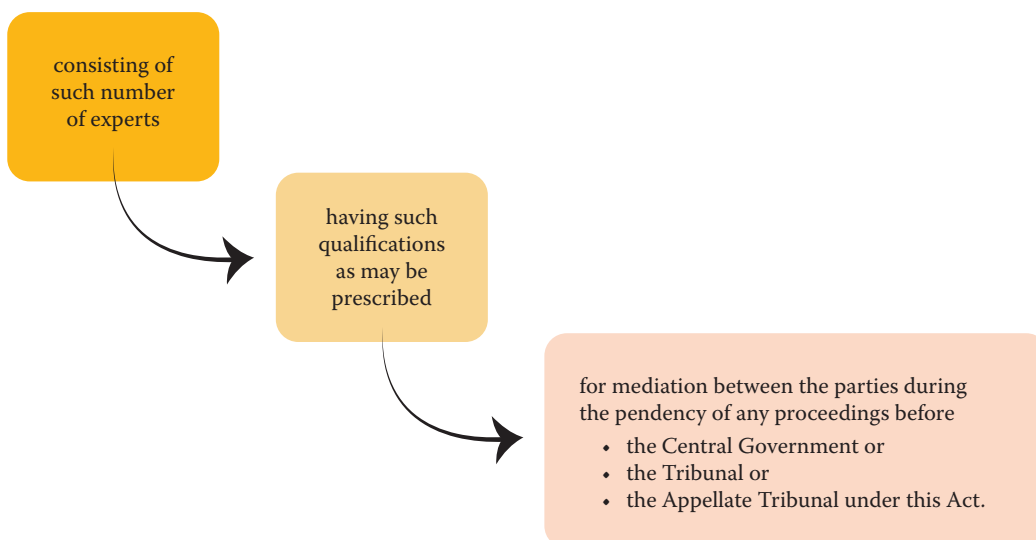 consisting of
such number
of experts
having such
qualifications
as may be
prescribed
for mediation between the parties during
the pendency of any proceedings before
• the Central Government or
• the Tribunal or
• the Appellate Tribunal under this Act.